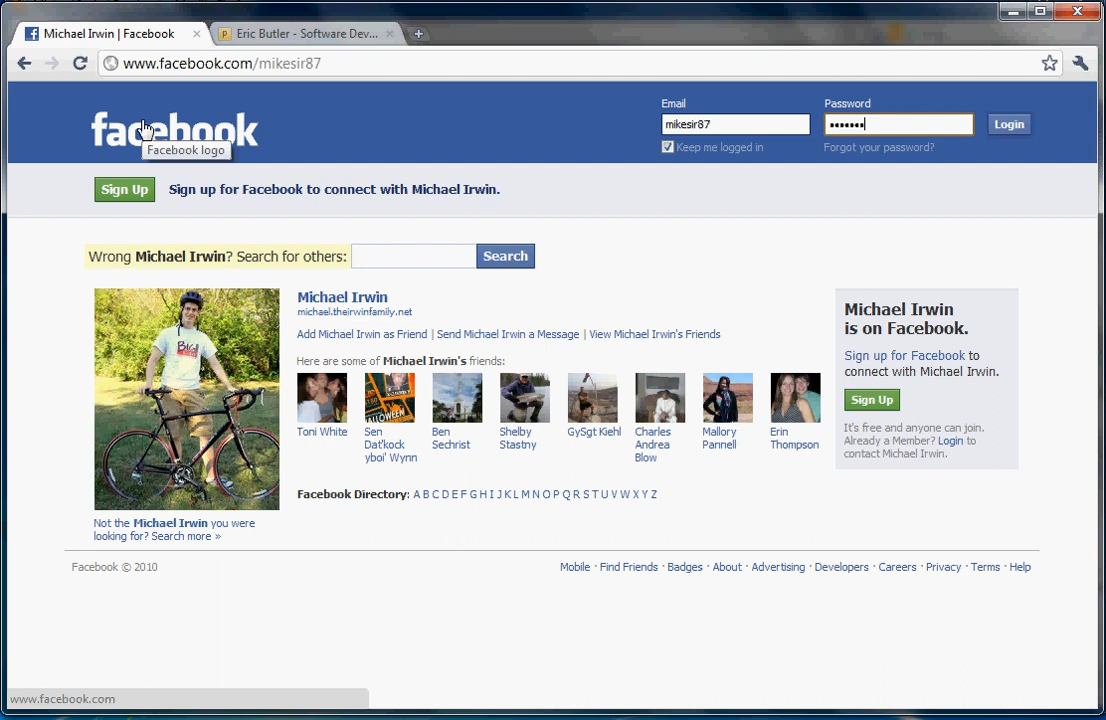 Michael Irwin | Facebook
Eric Butler - Software Dev...
www.facebook.com/mikesir87
facebook
Facebook logo
Email
Password
mikesir87
•••••••
Login
Keep me logged in
Forgot your password?
Sign Up
Sign up for Facebook to connect with Michael Irwin.
Wrong Michael Irwin? Search for others:
Search
Michael Irwin
michael.theirwinfamily.net
Add Michael Irwin as Friend | Send Michael Irwin a Message | View Michael Irwin's Friends
Here are some of Michael Irwin's friends:
Toni White
Sen Dat'kock yboi' Wynn
Ben Sechrist
Shelby Stastny
GySgt Kiehl
Charles Andrea Blow
Mallory Pannell
Erin Thompson
Facebook Directory: A B C D E F G H I J K L M N O P Q R S T U V W X Y Z
BIG!
Not the Michael Irwin you were
looking for? Search more »
Michael Irwin
is on Facebook.
Sign up for Facebook to
connect with Michael Irwin.
Sign Up
It's free and anyone can join.
Already a Member? Login to
contact Michael Irwin.
Facebook © 2010
Mobile · Find Friends · Badges · About · Advertising · Developers · Careers · Privacy · Terms · Help
www.facebook.com